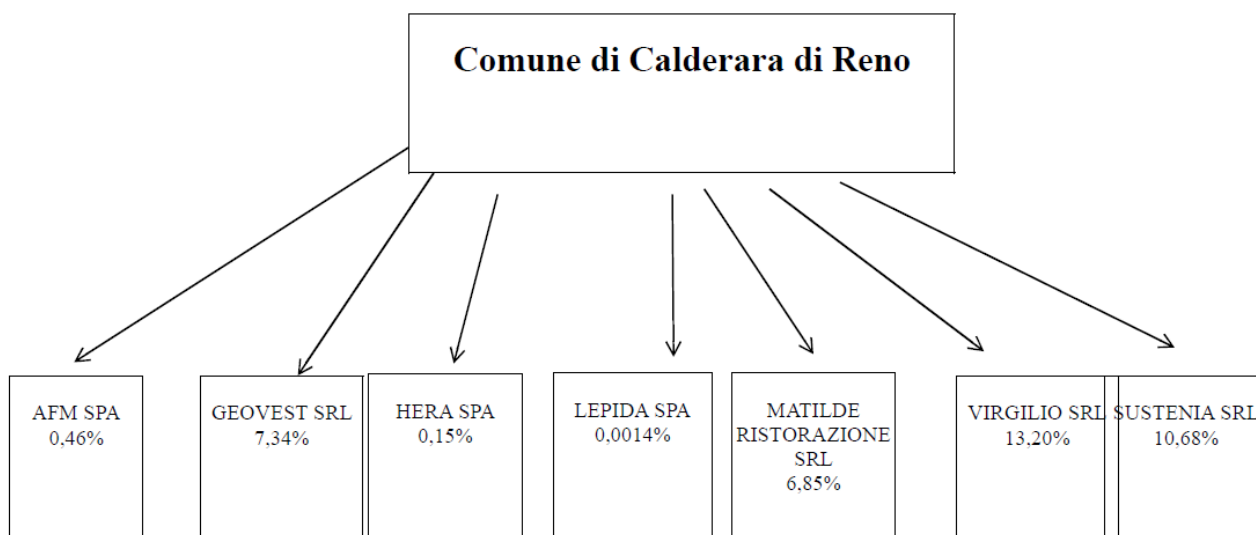 Comune di Calderara di Reno
AFM SPA
0,46%
GEOVEST SRL
7,34%
HERA SPA
0,15%
LEPIDA SPA
0,0014%
MATILDE
RISTORAZIONE
SRL
6,85%
VIRGILIO SRL
13,20%
SUSTENIA SRL
10,68%